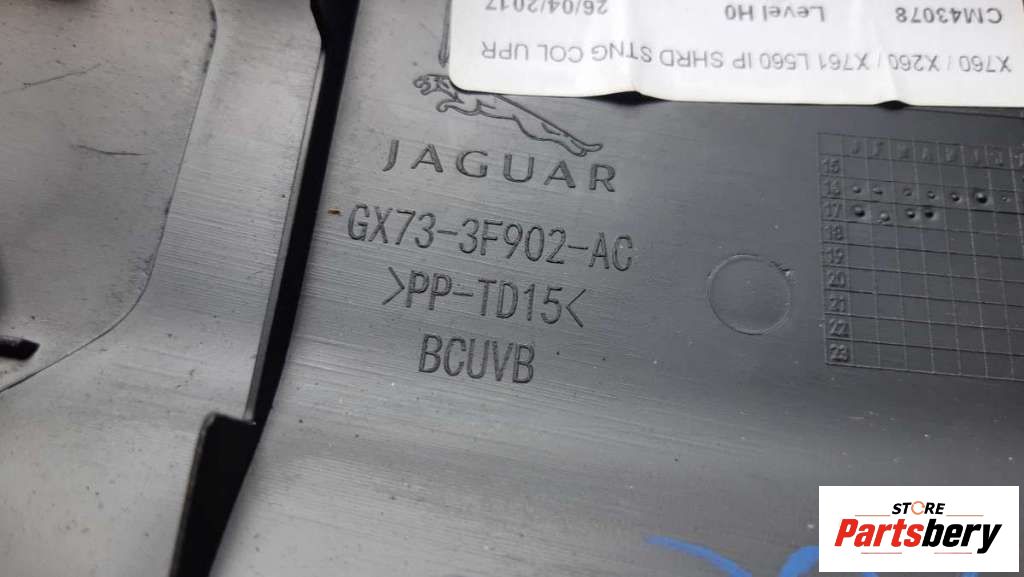 X760 / X260 / X761 L560 IP SHRD STNG COL UPR
CM43078 Level H0 26/04/2017
JAGUAR
GX73-3F902-AC
>PP-TD15<
BCUVB
15
16
17
18
19
20
21
22
23
STORE
Partsbery